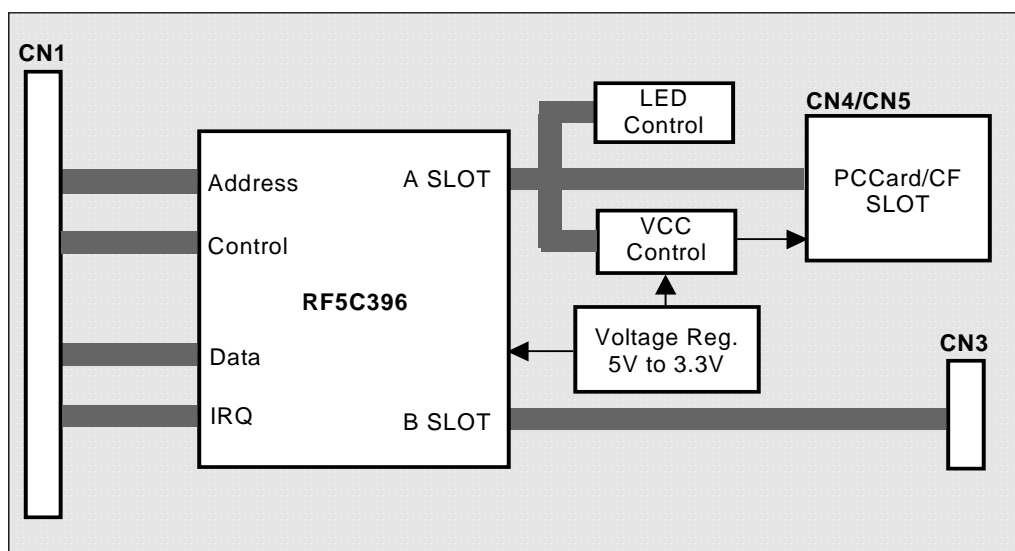 CN1
LED
Control
CN4/CN5
Address
A SLOT
PCCard/CF
SLOT
Control
VCC
Control
RF5C396
Voltage Reg.
5V to 3.3V
CN3
Data
IRQ
B SLOT